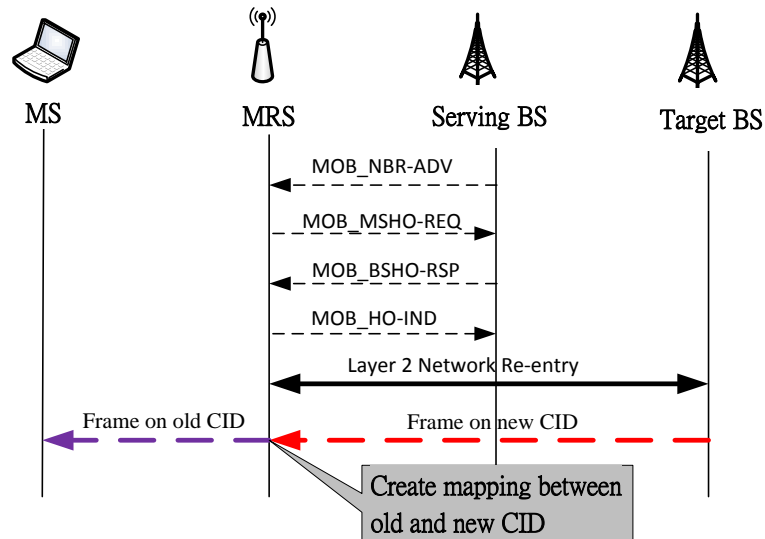 MS
MRS
Serving BS
Target BS
MOB_NBR-ADV
MOB_MSHO-REQ
MOB_BSHO-RSP
MOB_HO-IND
Layer 2 Network Re-entry
Frame on old CID
Frame on new CID
Create mapping between
old and new CID